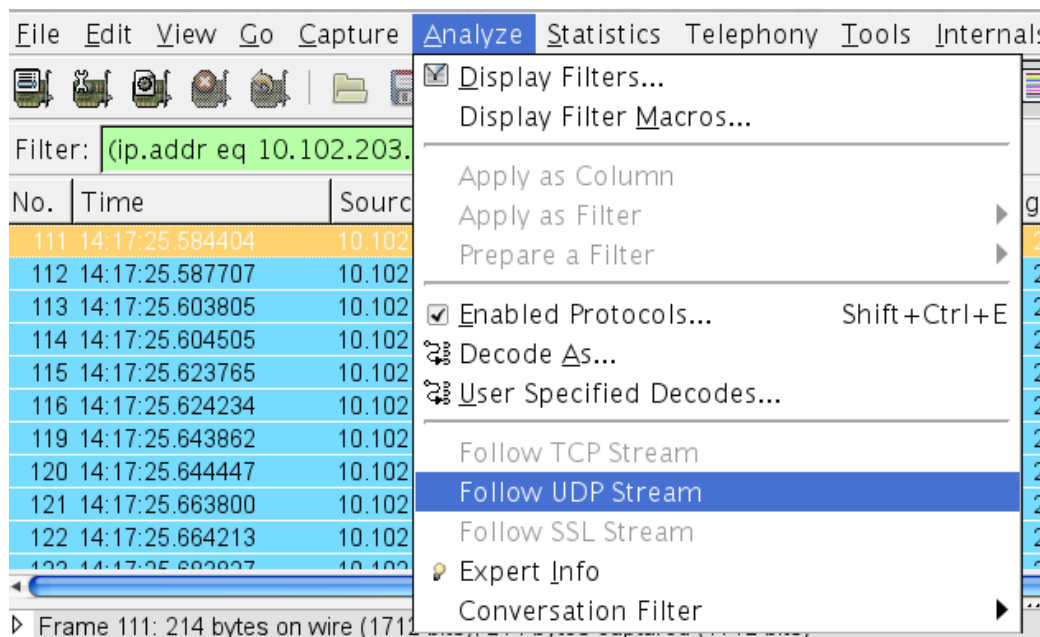 File Edit View Go Capture Analyze Statistics Telephony Tools Internals
Display Filters...
Display Filter Macros...
Filter: (ip.addr eq 10.102.203.
Apply as Column
No. Time Sourc
Apply as Filter
Prepare a Filter
111 14:17:25.584404 10.102
112 14:17:25.587707 10.102
113 14:17:25.603805 10.102
Enabled Protocols... Shift+Ctrl+E
114 14:17:25.604505 10.102
Decode As...
115 14:17:25.623765 10.102
User Specified Decodes...
116 14:17:25.624234 10.102
119 14:17:25.643862 10.102
Follow TCP Stream
120 14:17:25.644447 10.102
Follow UDP Stream
121 14:17:25.663800 10.102
122 14:17:25.664213 10.102
Follow SSL Stream
Expert Info
Conversation Filter
Frame 111: 214 bytes on wire (1712